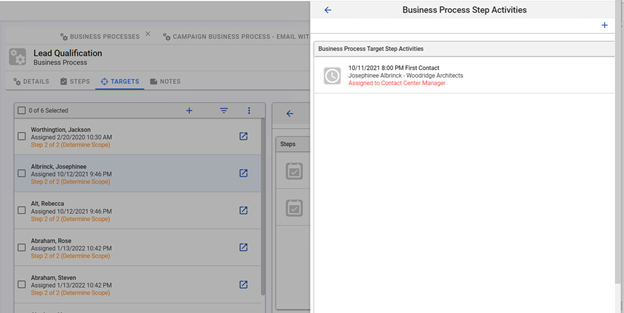 Business Process Step Activities
BUSINESS PROCESSES
CAMPAIGN BUSINESS PROCESS - EMAIL WIT
Lead Qualification
Business Process
DETAILS
STEPS
TARGETS
NOTES
0 of 6 Selected
Worthington, Jackson
Assigned 2/20/2020 10:30 AM
Step 2 of 2 (Determine Scope)
Albrinck, Josephinee
Assigned 10/12/2021 9:46 PM
Step 2 of 2 (Determine Scope)
Alt, Rebecca
Assigned 10/12/2021 9:46 PM
Step 2 of 2 (Determine Scope)
Abraham, Rose
Assigned 1/13/2022 10:42 PM
Step 2 of 2 (Determine Scope)
Abraham, Steven
Assigned 1/13/2022 10:42 PM
Step 2 of 2 (Determine Scope)
Steps
Business Process Target Step Activities
10/11/2021 8:00 PM First Contact
Josephinee Albrinck - Woodridge Architects
Assigned to Contact Center Manager